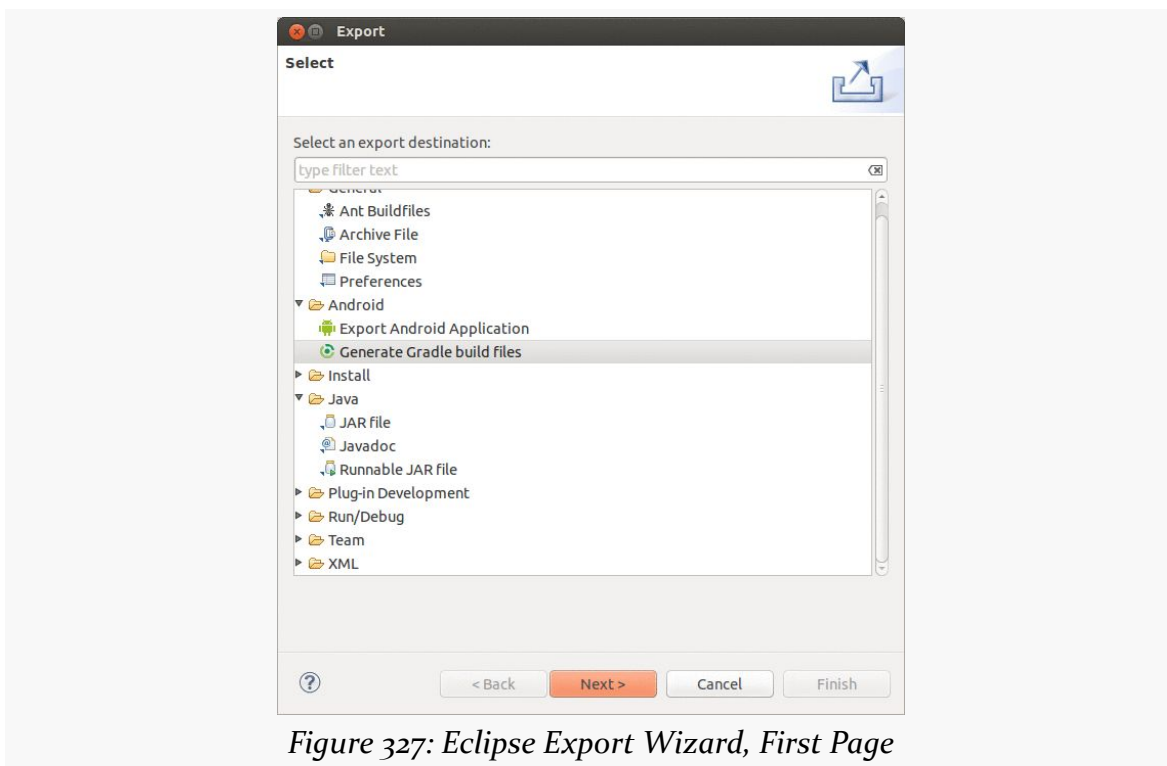 Export
Select
Select an export destination:
type filter text
General
Ant Buildfiles
Archive File
File System
Preferences
Android
Export Android Application
Generate Gradle build files
Install
Java
JAR file
Javadoc
Runnable JAR file
Plug-in Development
Run/Debug
Team
XML
< Back
Next >
Cancel
Finish
Figure 327: Eclipse Export Wizard, First Page